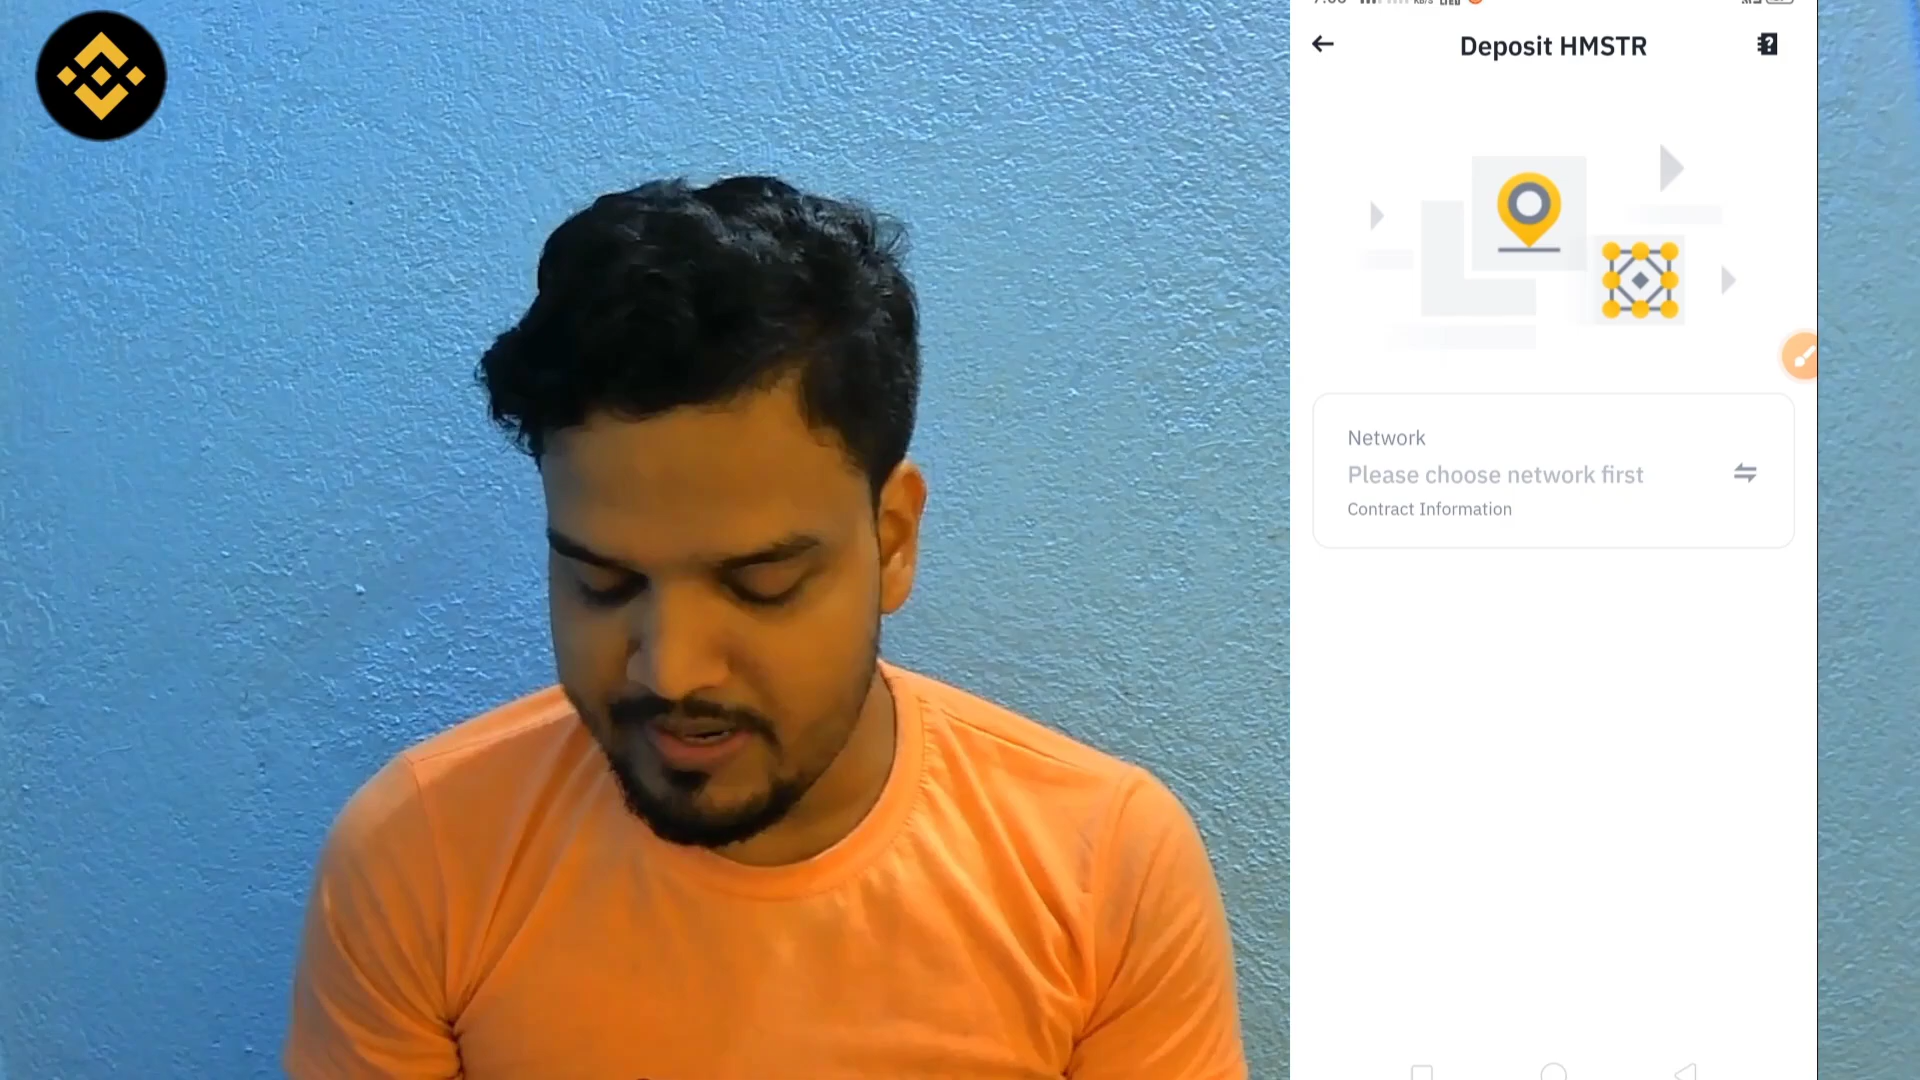 Deposit HMSTR
Network
Please choose network first
Contract Information